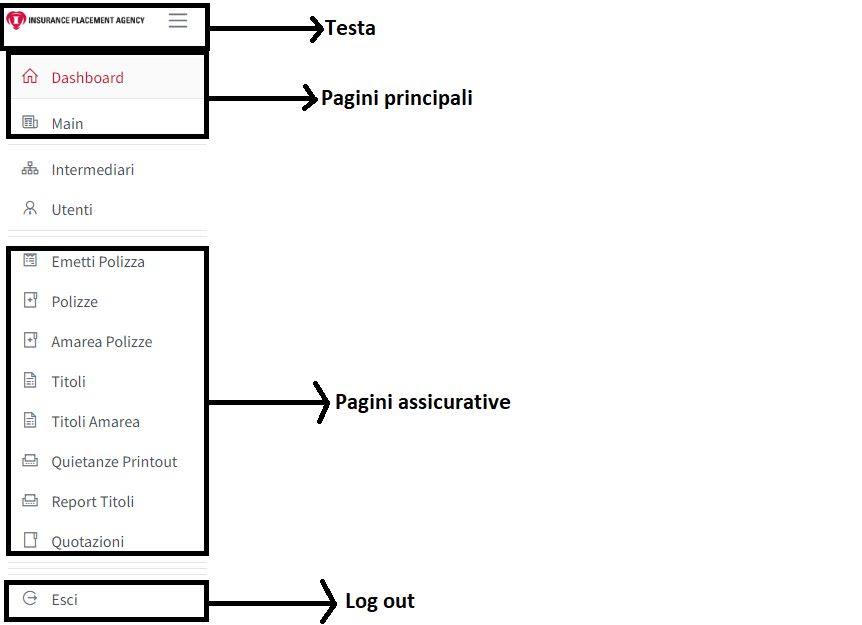 INSURANCE PLACEMENT AGENCY
Testa
Dashboard
Pagini principali
Main
Intermediari
Utenti
Emetti Polizza
Polizze
Amarea Polizze
Titoli
Pagini assicurative
Titoli Amarea
Quietanze Printout
Report Titoli
Quotazioni
Esci
Log out